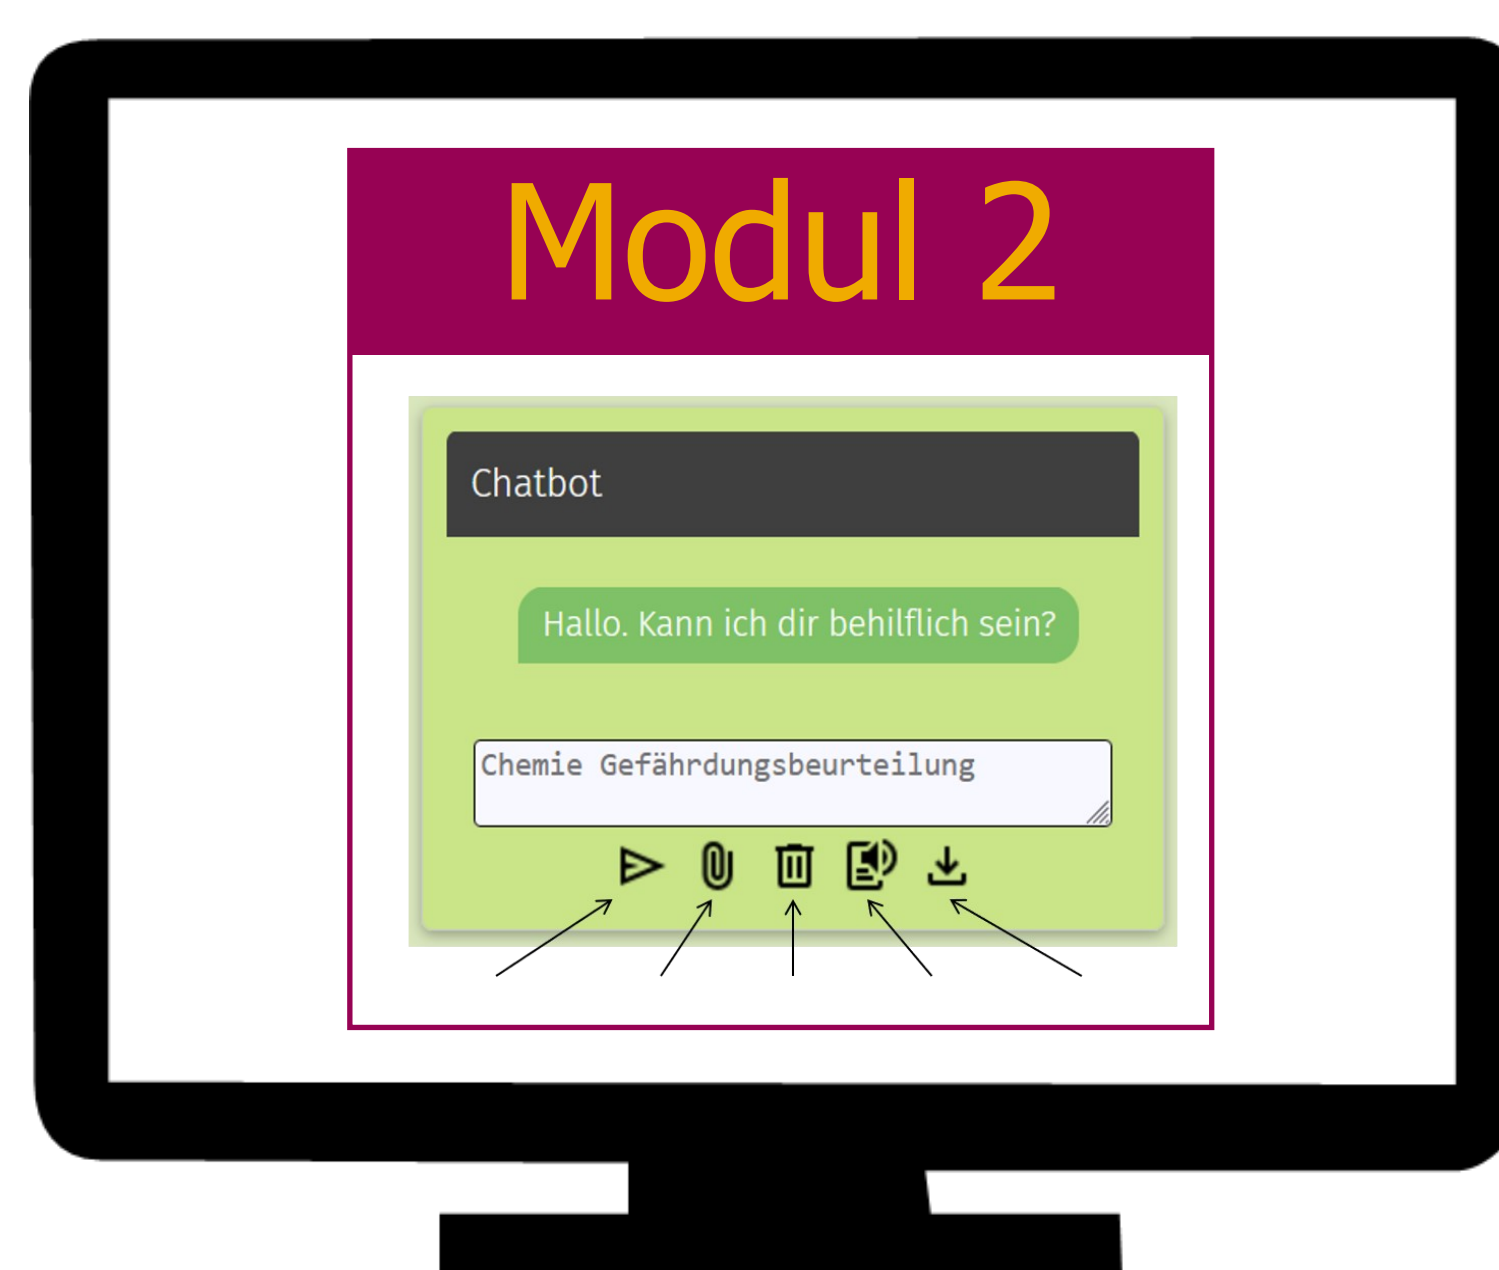 Modul 2
Chatbot
Hallo. Kann ich dir behilflich sein?
Chemie Gefährdungsbeurteilung